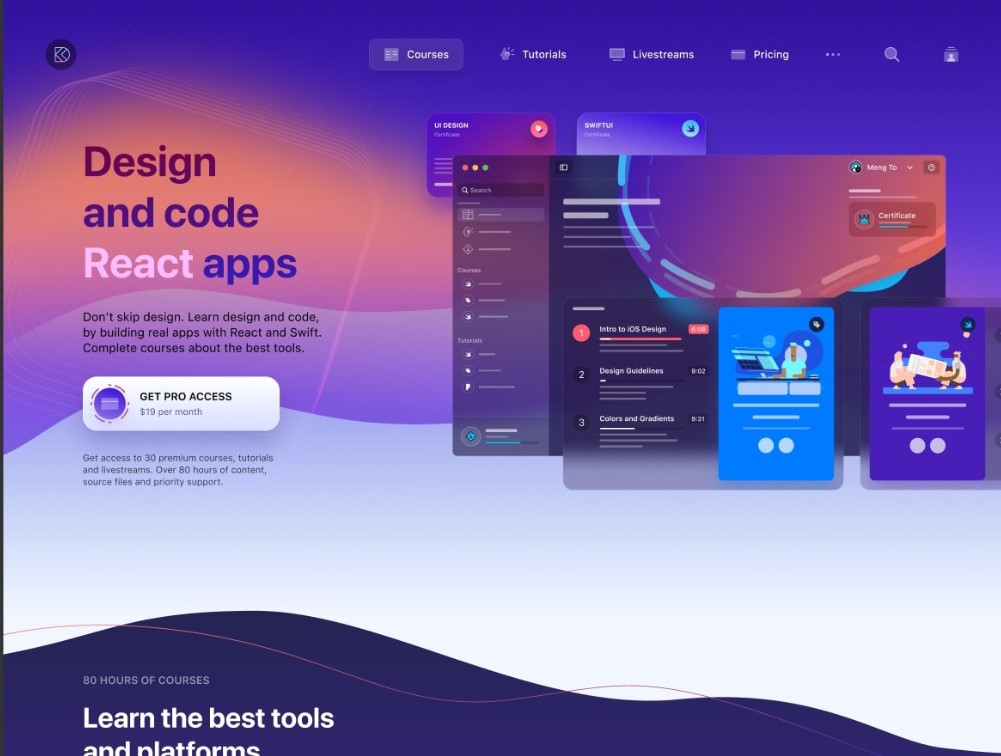 Courses
Tutorials
Livestreams
Pricing
Design
and code
React apps
Don't skip design. Learn design and code,
by building real apps with React and Swift.
Complete courses about the best tools.
GET PRO ACCESS
$19 per month
Get access to 30 premium courses, tutorials
and livestreams. Over 80 hours of content,
source files and priority support.
UI DESIGN
Certificate
SWIFTUI
Certificate
Search
Courses
Tutorials
Meng To
Certificate
1 Intro to iOS Design 6:06
2 Design Guidelines 9:02
3 Colors and Gradients 9:31
80 HOURS OF COURSES
Learn the best tools
and platforms